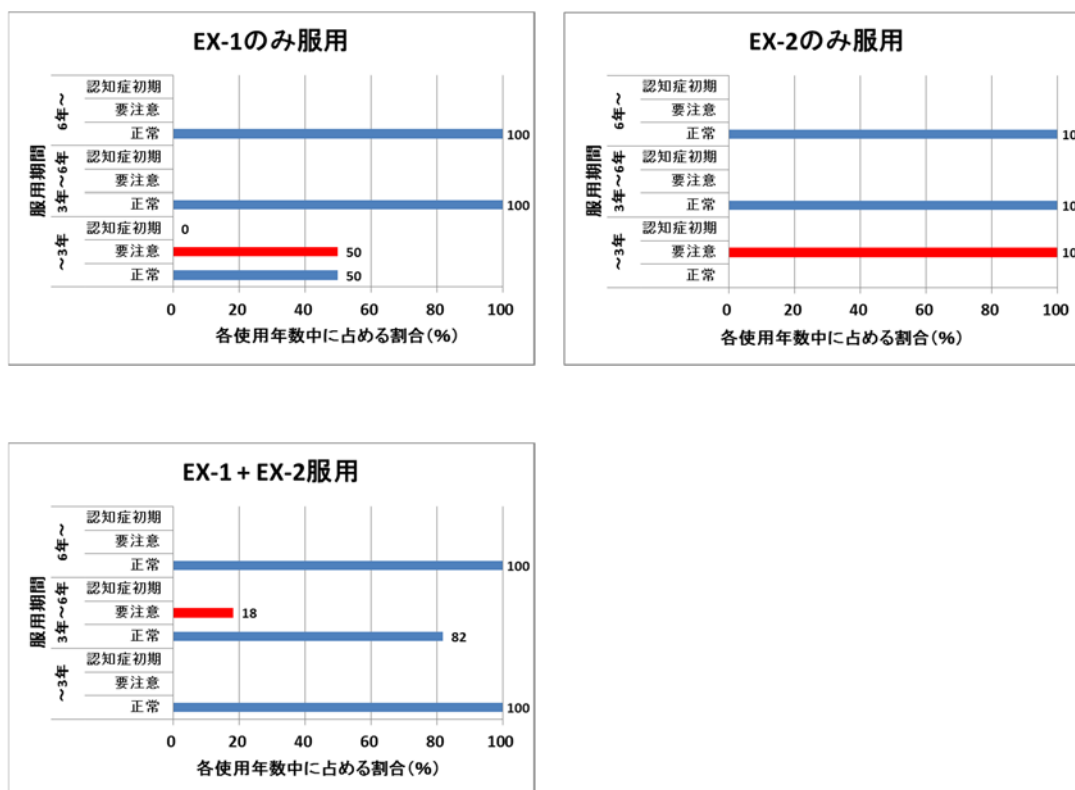 EX-1のみ服用
服用期間
6年～
認知症初期
要注意
正常
100
3年～6年
認知症初期
要注意
正常
100
～3年
認知症初期
0
要注意
50
正常
50
0 20 40 60 80 100
各使用年数中に占める割合(%)
EX-2のみ服用
服用期間
6年～
認知症初期
要注意
正常
10
3年～6年
認知症初期
要注意
正常
10
～3年
認知症初期
要注意
10
正常
0 20 40 60 80 100
各使用年数中に占める割合(%)
EX-1 + EX-2服用
服用期間
6年～
認知症初期
要注意
正常
100
3年～6年
認知症初期
要注意
18
正常
82
～3年
認知症初期
要注意
正常
100
0 20 40 60 80 100
各使用年数中に占める割合(%)